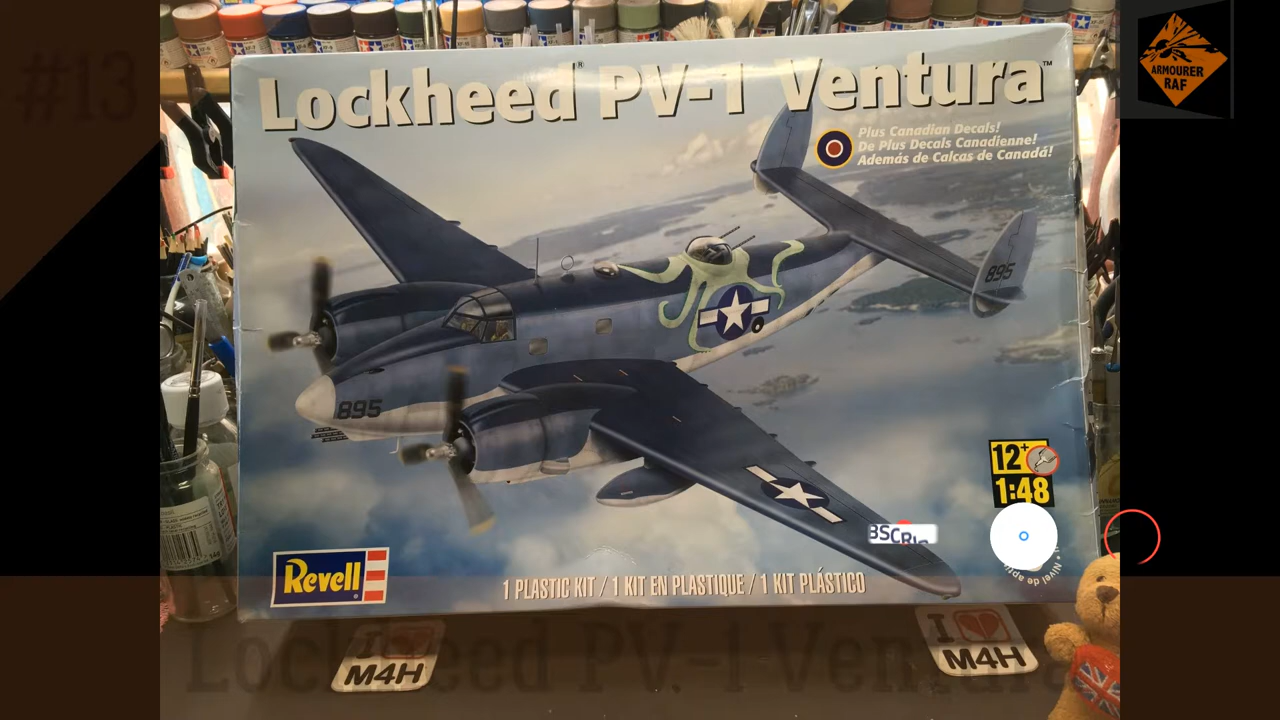 #13
ARMOURER
RAF
Lockheed® PV-1 Ventura™
Plus Canadian Decals!
De Plus Decals Canadienne!
Además de Calcas de Canadá!
895
895
12+
1:48
BSCRI
Revell
1 PLASTIC KIT / 1 KIT EN PLASTIQUE / 1 KIT PLÁSTICO
I
M4H
I
M4H
Lockheed PV-1 Ventura